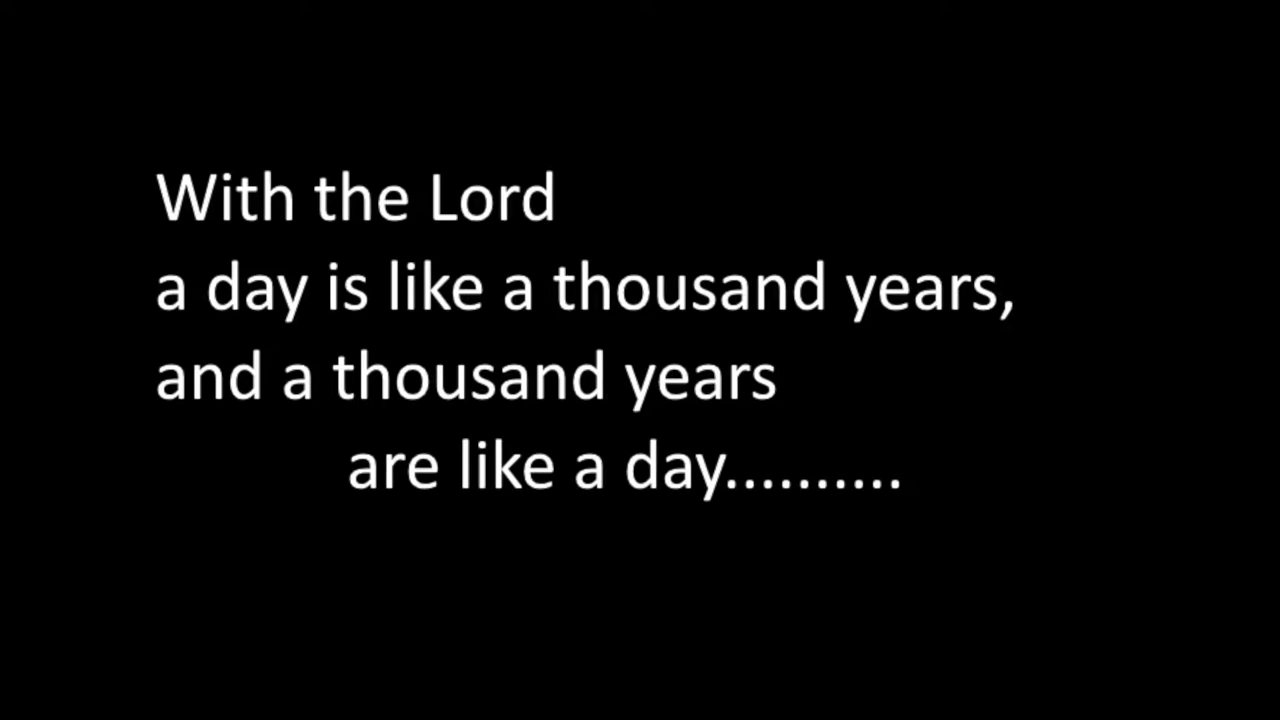 With the Lord
a day is like a thousand years,
and a thousand years
are like a day..........